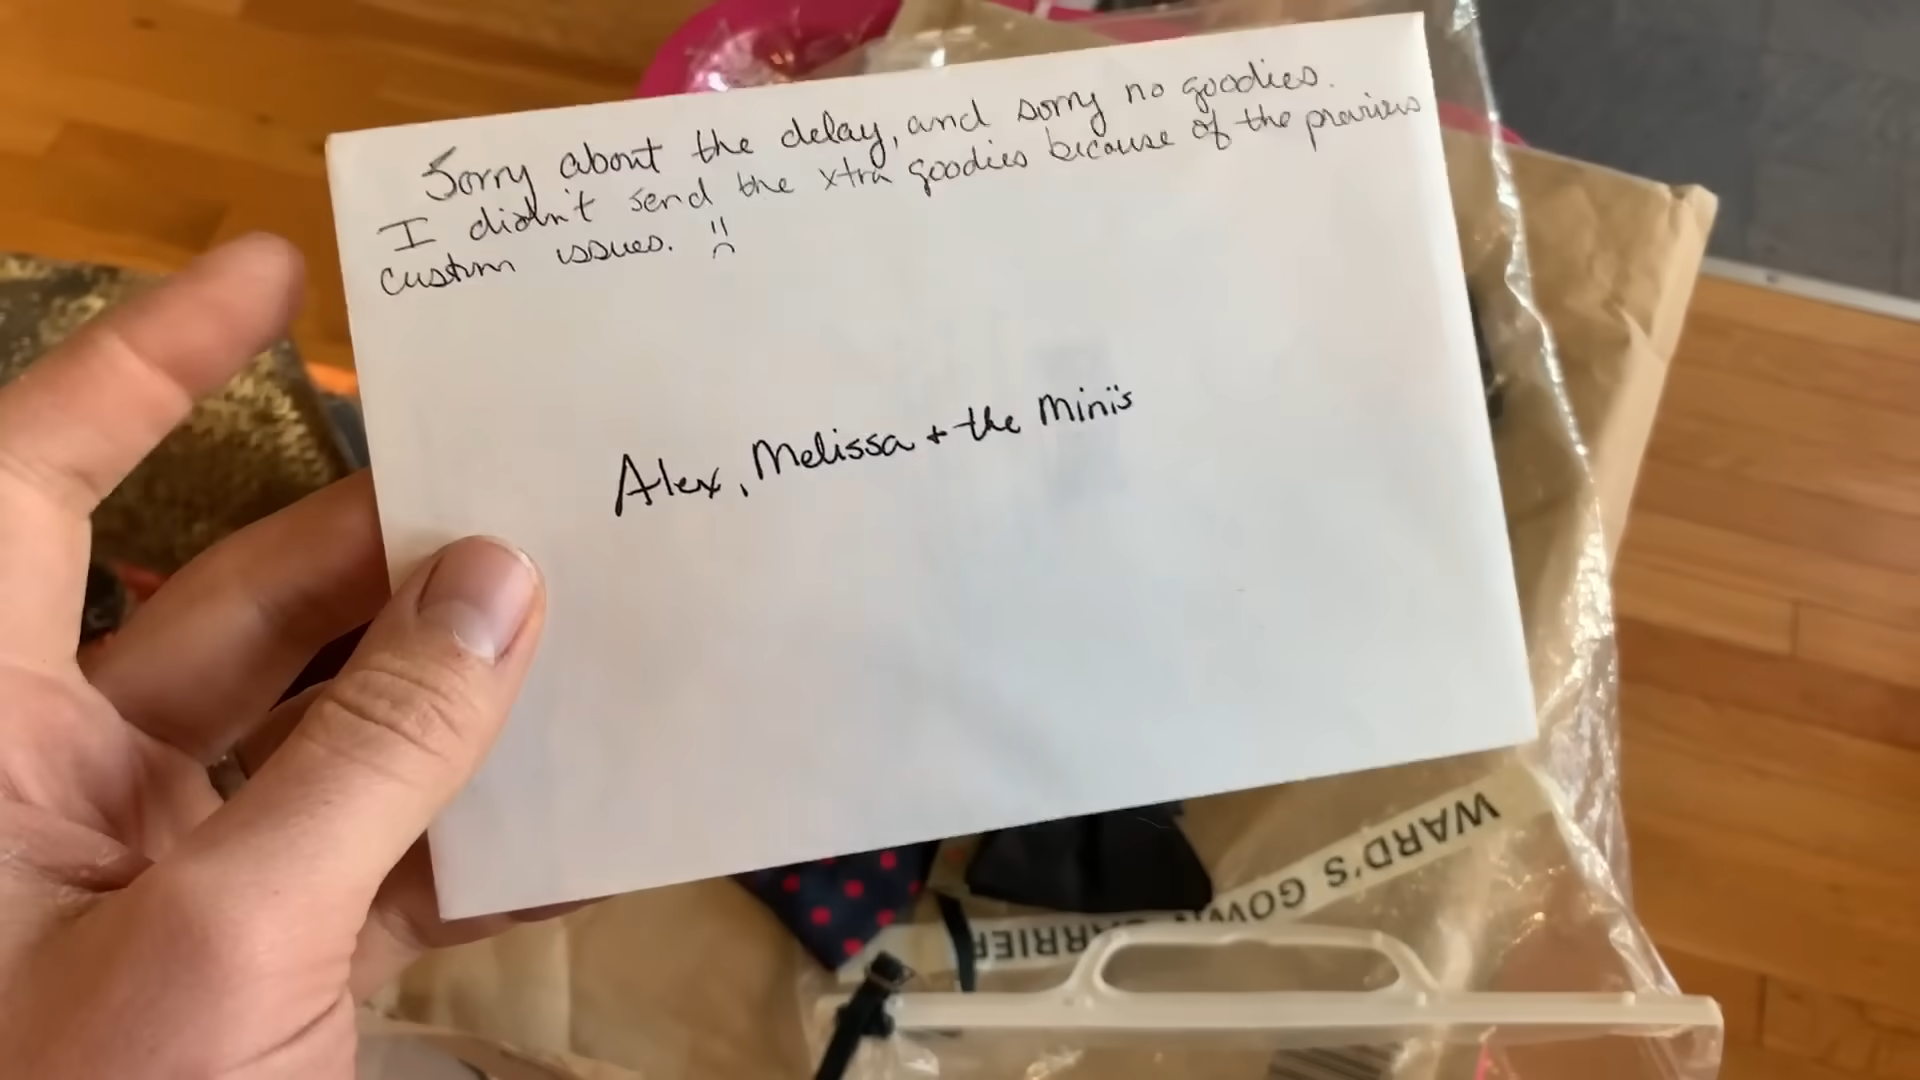 Sorry about the delay, and sorry no goodies.
I didn't send the xtra goodies because of the previous
custom issues.
Alex, Melissa + the Minis
WARD'S GOWN CARRIER